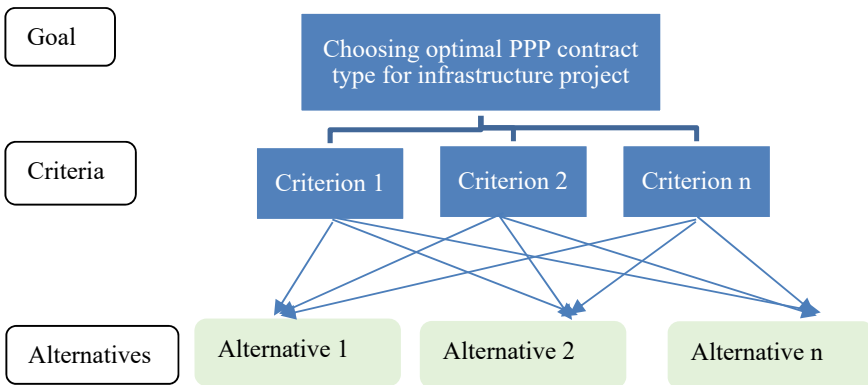 Goal
Choosing optimal PPP contract
type for infrastructure project
Criteria
Criterion 1
Criterion 2
Criterion n
Alternatives
Alternative 1
Alternative 2
Alternative n